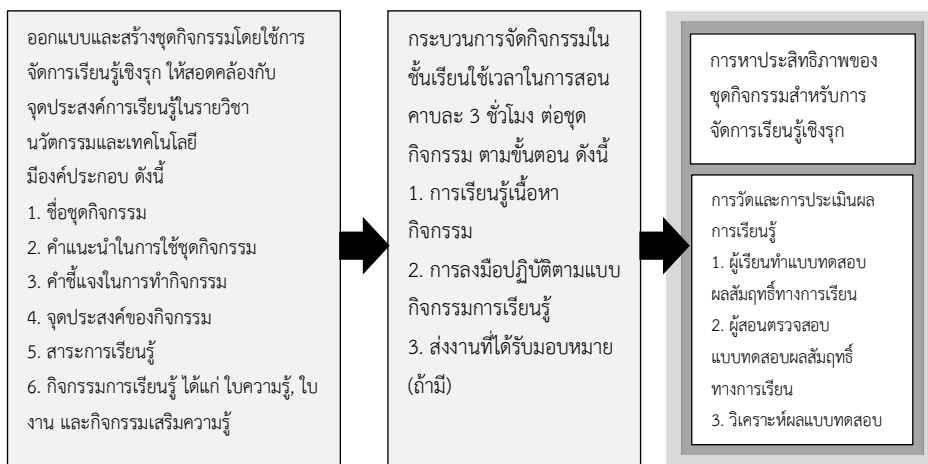 ออกแบบและสร้างชุดกิจกรรมโดยใช้การ
จัดการเรียนรู้เชิงรุก ให้สอดคล้องกับ
จุดประสงค์การเรียนรู้ในรายวิชา
นวัตกรรมและเทคโนโลยี
มีองค์ประกอบ ดังนี้
1. ชื่อชุดกิจกรรม
2. คำแนะนำในการใช้ชุดกิจกรรม
3. คำชี้แจงในการทำกิจกรรม
4. จุดประสงค์ของกิจกรรม
5. สาระการเรียนรู้
6. กิจกรรมการเรียนรู้ ได้แก่ ใบความรู้, ใบ
งาน และกิจกรรมเสริมความรู้
กระบวนการจัดกิจกรรมใน
ชั้นเรียนใช้เวลาในการสอน
คาบละ 3 ชั่วโมง ต่อชุด
กิจกรรม ตามขั้นตอน ดังนี้
1. การเรียนรู้เนื้อหา
กิจกรรม
2. การลงมือปฏิบัติตามแบบ
กิจกรรมการเรียนรู้
3. ส่งงานที่ได้รับมอบหมาย
(ถ้ามี)
การหาประสิทธิภาพของ
ชุดกิจกรรมสำหรับการ
จัดการเรียนรู้เชิงรุก
การวัดและการประเมินผล
การเรียนรู้
1. ผู้เรียนทำแบบทดสอบ
ผลสัมฤทธิ์ทางการเรียน
2. ผู้สอนตรวจสอบ
แบบทดสอบผลสัมฤทธิ์
ทางการเรียน
3. วิเคราะห์ผลแบบทดสอบ